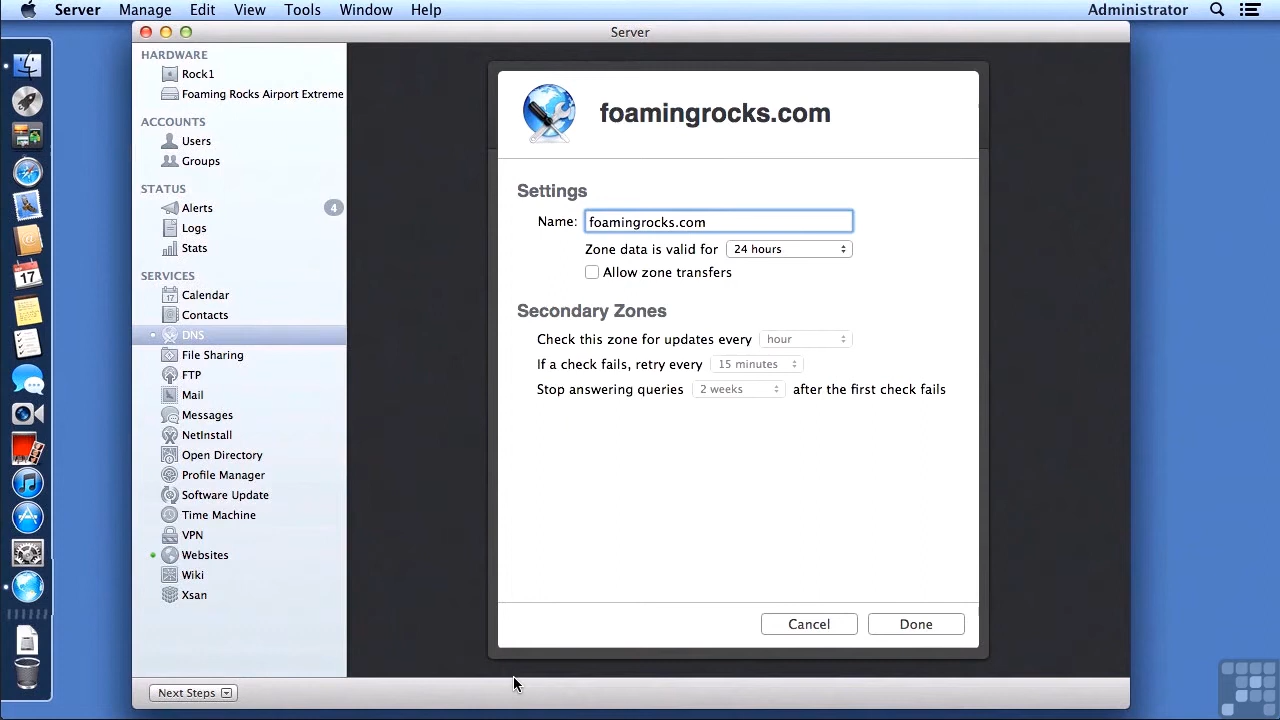 Server Manage Edit View Tools Window Help Administrator
Server
HARDWARE
Rock1
Foaming Rocks Airport Extreme
ACCOUNTS
Users
Groups
STATUS
Alerts 4
Logs
Stats
SERVICES
Calendar
Contacts
DNS
File Sharing
FTP
Mail
Messages
NetInstall
Open Directory
Profile Manager
Software Update
Time Machine
VPN
Websites
Wiki
Xsan
Next Steps
foamingrocks.com
Settings
Name: foamingrocks.com
Zone data is valid for 24 hours
Allow zone transfers
Secondary Zones
Check this zone for updates every hour
If a check fails, retry every 15 minutes
Stop answering queries 2 weeks after the first check fails
Cancel Done
17